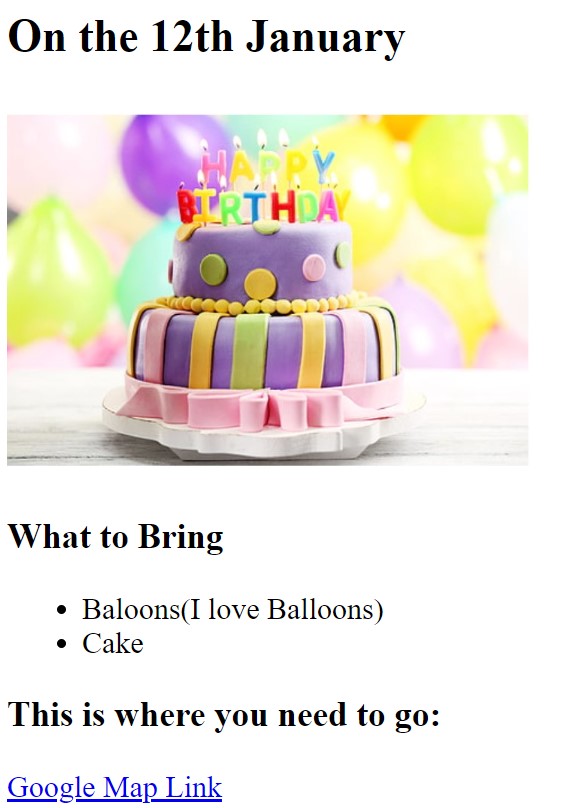 On the 12th January
HAPPY
BIRTHDAY
What to Bring
Baloons(I love Balloons)
Cake
This is where you need to go:
Google Map Link